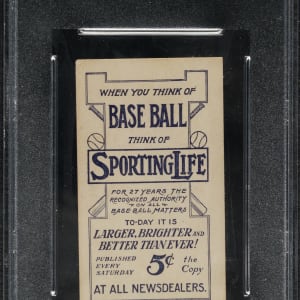 WHEN YOU THINK OF
BASE BALL
THINK OF
SPORTING LIFE
FOR 27 YEARS THE
RECOGNIZED AUTHORITY
ON ALL
BASE BALL MATTERS
TO-DAY IT IS
LARGER, BRIGHTER AND
BETTER THAN EVER!
PUBLISHED
EVERY
SATURDAY
5¢ the
Copy
AT ALL NEWSDEALERS.